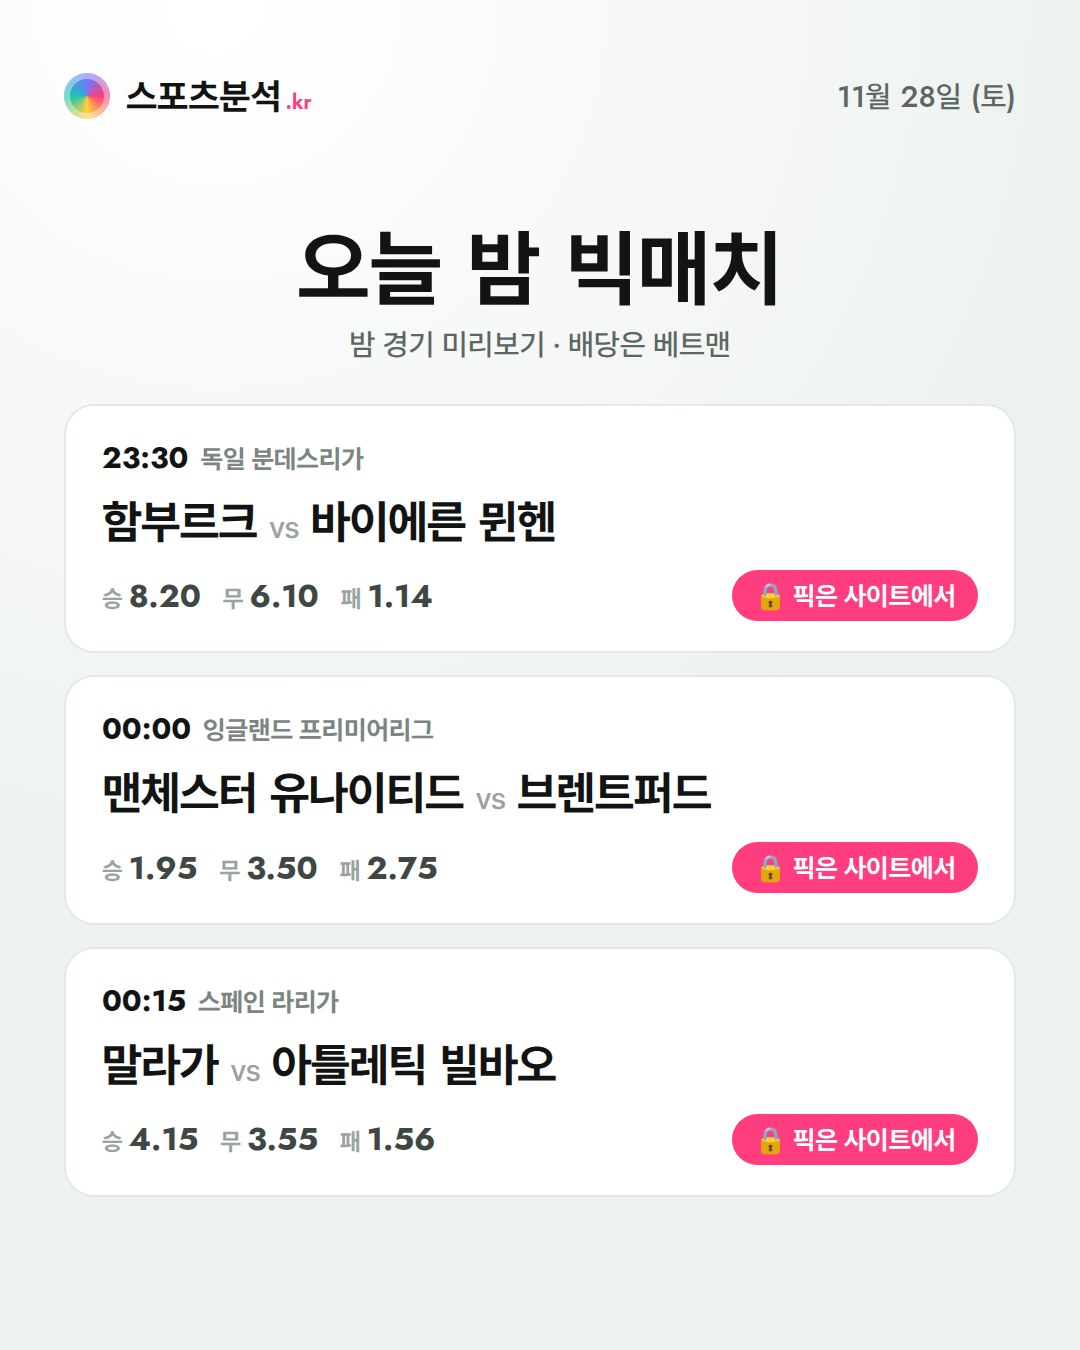 스포츠분석.kr
11월 28일 (토)
오늘 밤 빅매치
밤 경기 미리보기 · 배당은 베트맨
23:30 독일 분데스리가
함부르크 vs 바이에른 뮌헨
승 8.20 무 6.10 패 1.14
🔒 픽은 사이트에서
00:00 잉글랜드 프리미어리그
맨체스터 유나이티드 vs 브렌트퍼드
승 1.95 무 3.50 패 2.75
🔒 픽은 사이트에서
00:15 스페인 라리가
말라가 vs 아틀레틱 빌바오
승 4.15 무 3.55 패 1.56
🔒 픽은 사이트에서